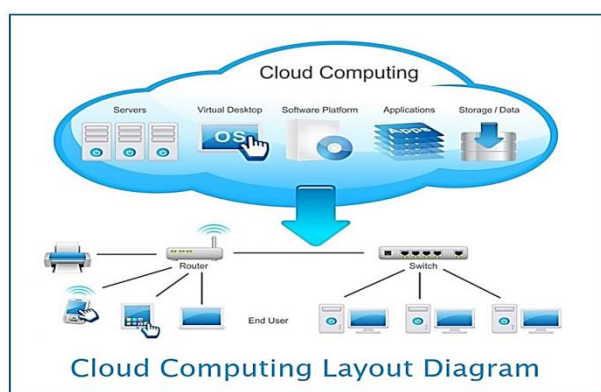 Cloud Computing
Servers Virtual Desktop Software Platform Applications Storage / Data
OS
Apps
Router
Switch
End User
Cloud Computing Layout Diagram